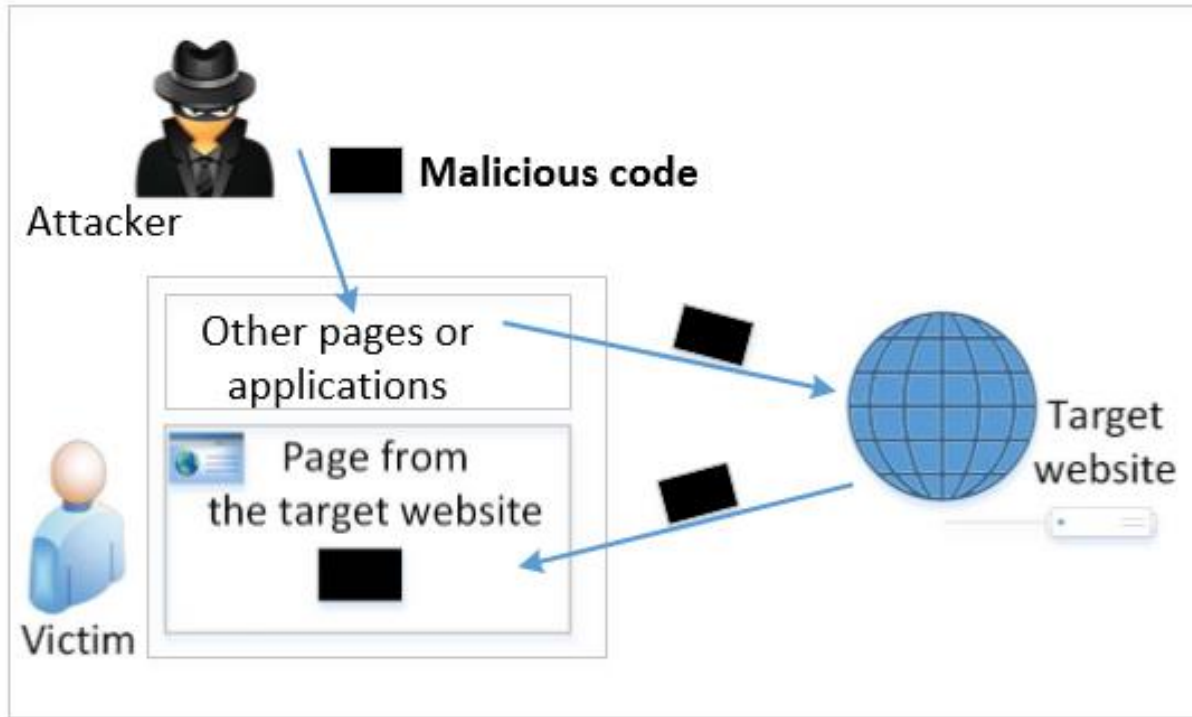 Malicious code
Attacker
Other pages or
applications
Page from
the target website
Target
website
Victim